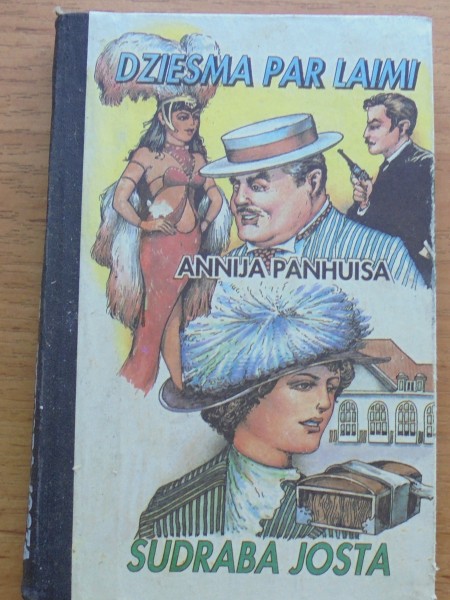 DZIESMA PAR LAIMI
ANNIJA PANHUISA
SUDRABA JOSTA